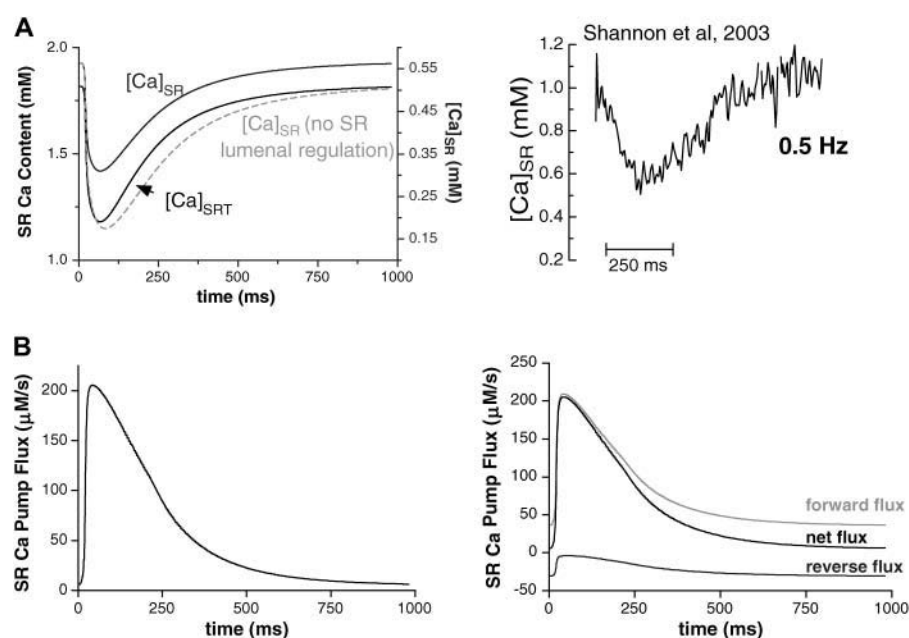 A
Shannon et al, 2003
SR Ca Content (mM)
2.0
1.5
1.0
[Ca]SR
[Ca]SR (no SR
lumenal regulation)
[Ca]SRT
0.55
0.45
0.35
0.25
0.15
[Ca]SR (mM)
0 250 500 750 1000
time (ms)
[Ca]SR (mM)
1.2
1.0
0.8
0.6
0.4
0.2
0.5 Hz
250 ms
B
SR Ca Pump Flux (μM/s)
200
150
100
50
0
0 250 500 750 1000
time (ms)
SR Ca Pump Flux (μM/s)
250
200
150
100
50
0
-50
forward flux
net flux
reverse flux
0 250 500 750 1000
time (ms)